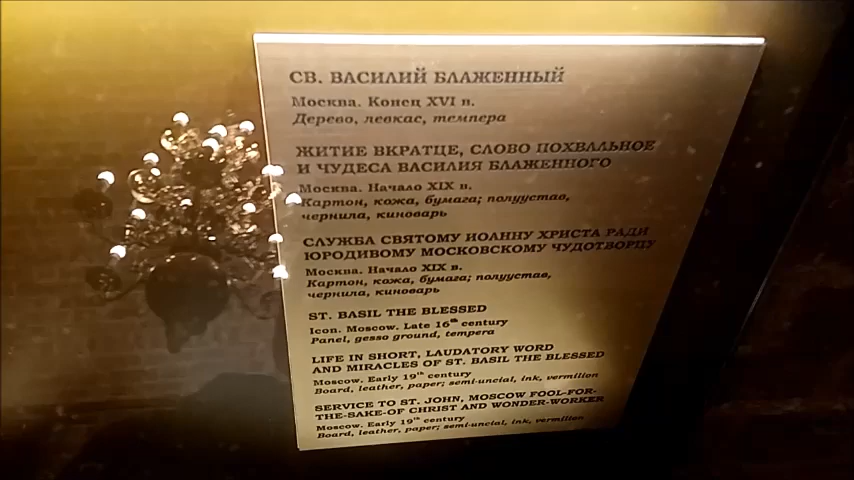 СВ. ВАСИЛИЙ БЛАЖЕННЫЙ
Москва. Конец XVI в.
Дерево, левкас, темпера
ЖИТИЕ ВКРАТЦЕ, СЛОВО ПОХВАЛЬНОЕ
И ЧУДЕСА ВАСИЛИЯ БЛАЖЕННОГО
Москва. Начало XIX в.
Картон, кожа, бумага; полуустав,
чернила, киноварь
СЛУЖБА СВЯТОМУ ИОАННУ ХРИСТА РАДИ
ЮРОДИВОМУ МОСКОВСКОМУ ЧУДОТВОРЦУ
Москва. Начало XIX в.
Картон, кожа, бумага; полуустав,
чернила, киноварь
ST. BASIL THE BLESSED
Icon. Moscow. Late 16th century
Panel, gesso ground, tempera
LIFE IN SHORT, LAUDATORY WORD
AND MIRACLES OF ST. BASIL THE BLESSED
Moscow. Early 19th century
Board, leather, paper; semi-uncial, ink, vermilion
SERVICE TO ST. JOHN, MOSCOW FOOL-FOR-
THE-SAKE-OF CHRIST AND WONDER-WORKER
Moscow. Early 19th century
Board, leather, paper; semi-uncial, ink, vermilion